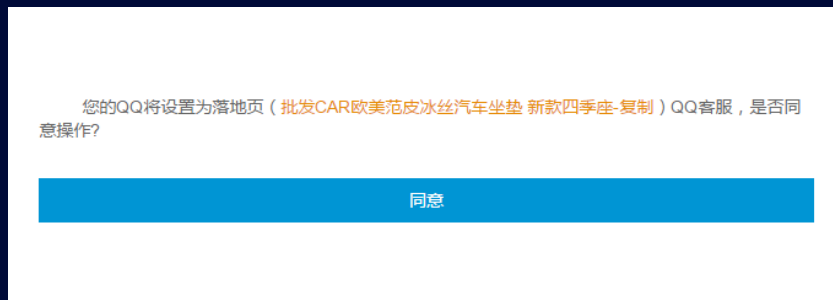 您的QQ将设置为落地页（批发CAR欧美范皮冰丝汽车坐垫 新款四季座-复制）QQ客服，是否同
意操作?
同意